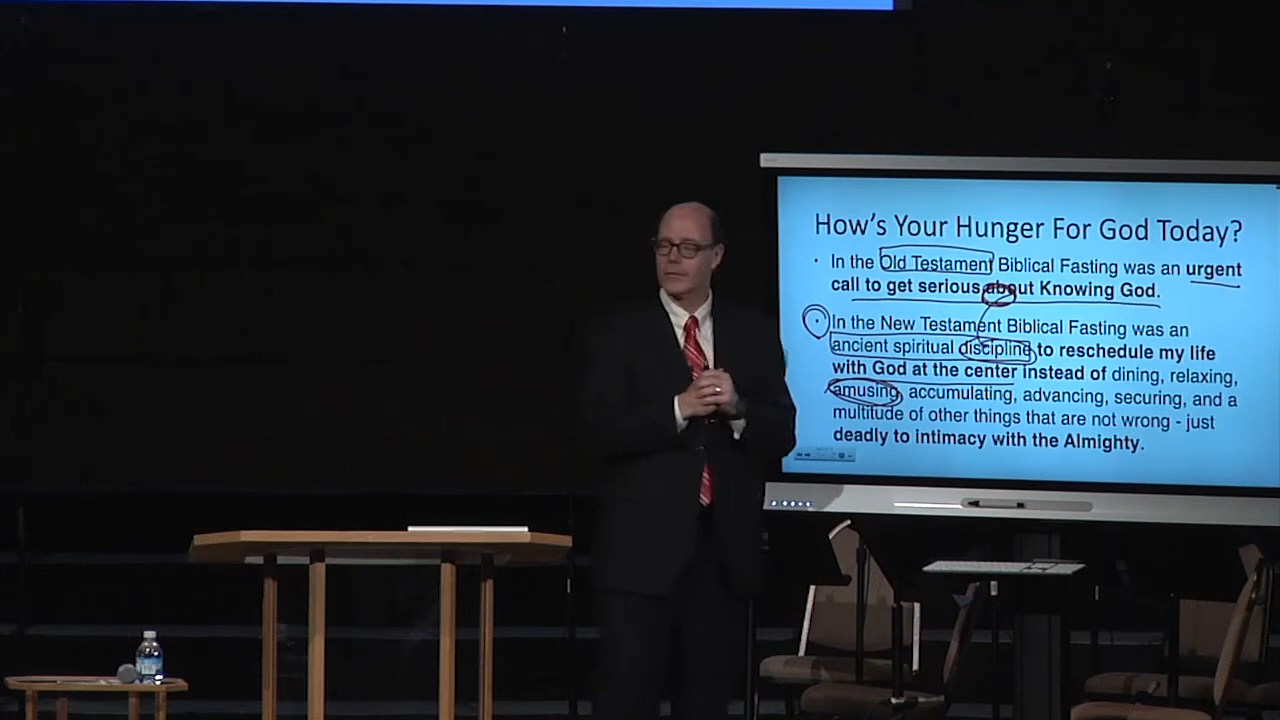 How's Your Hunger For God Today?
• In the Old Testament Biblical Fasting was an urgent
call to get serious about Knowing God.
• In the New Testament Biblical Fasting was an
ancient spiritual discipline to reschedule my life
with God at the center instead of dining, relaxing,
amusing, accumulating, advancing, securing, and a
multitude of other things that are not wrong - just
deadly to intimacy with the Almighty.